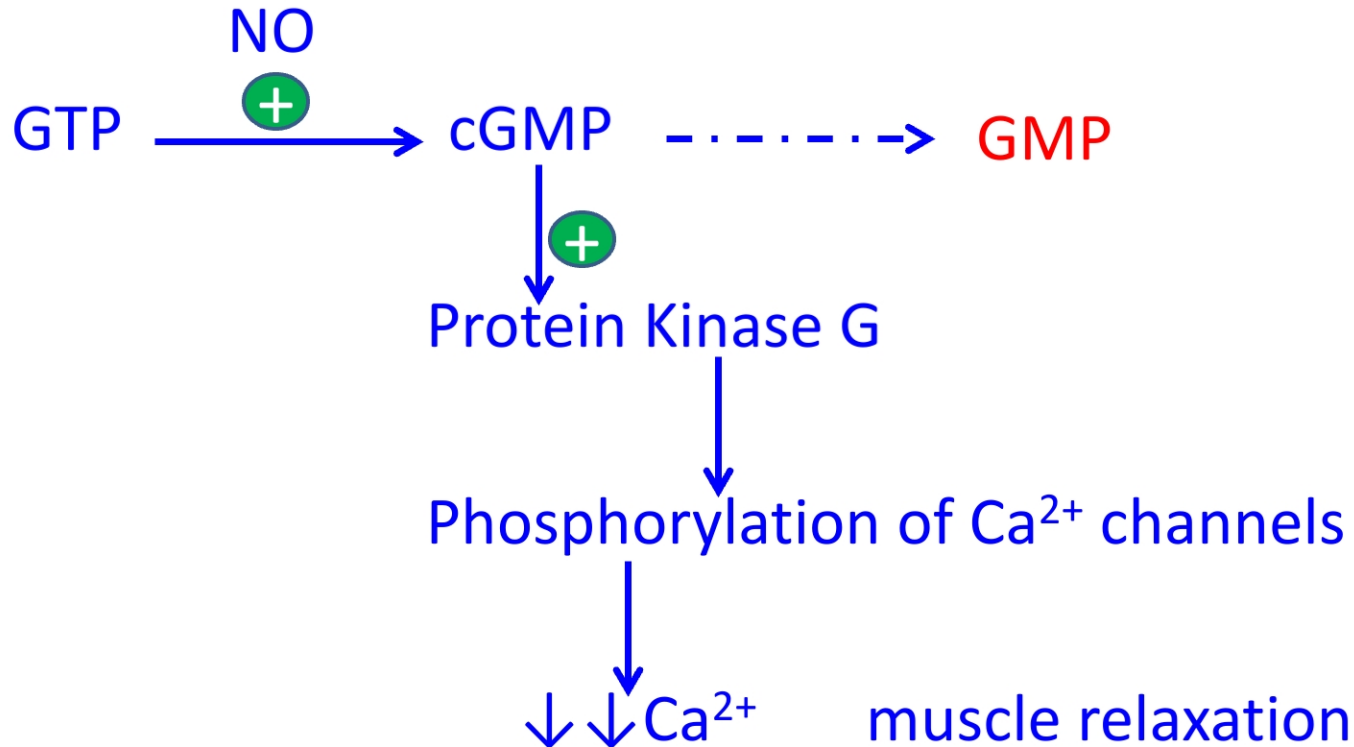 NO
+
GTP cGMP GMP
+
Protein Kinase G
Phosphorylation of Ca²⁺ channels
↓ ↓ Ca²⁺ muscle relaxation